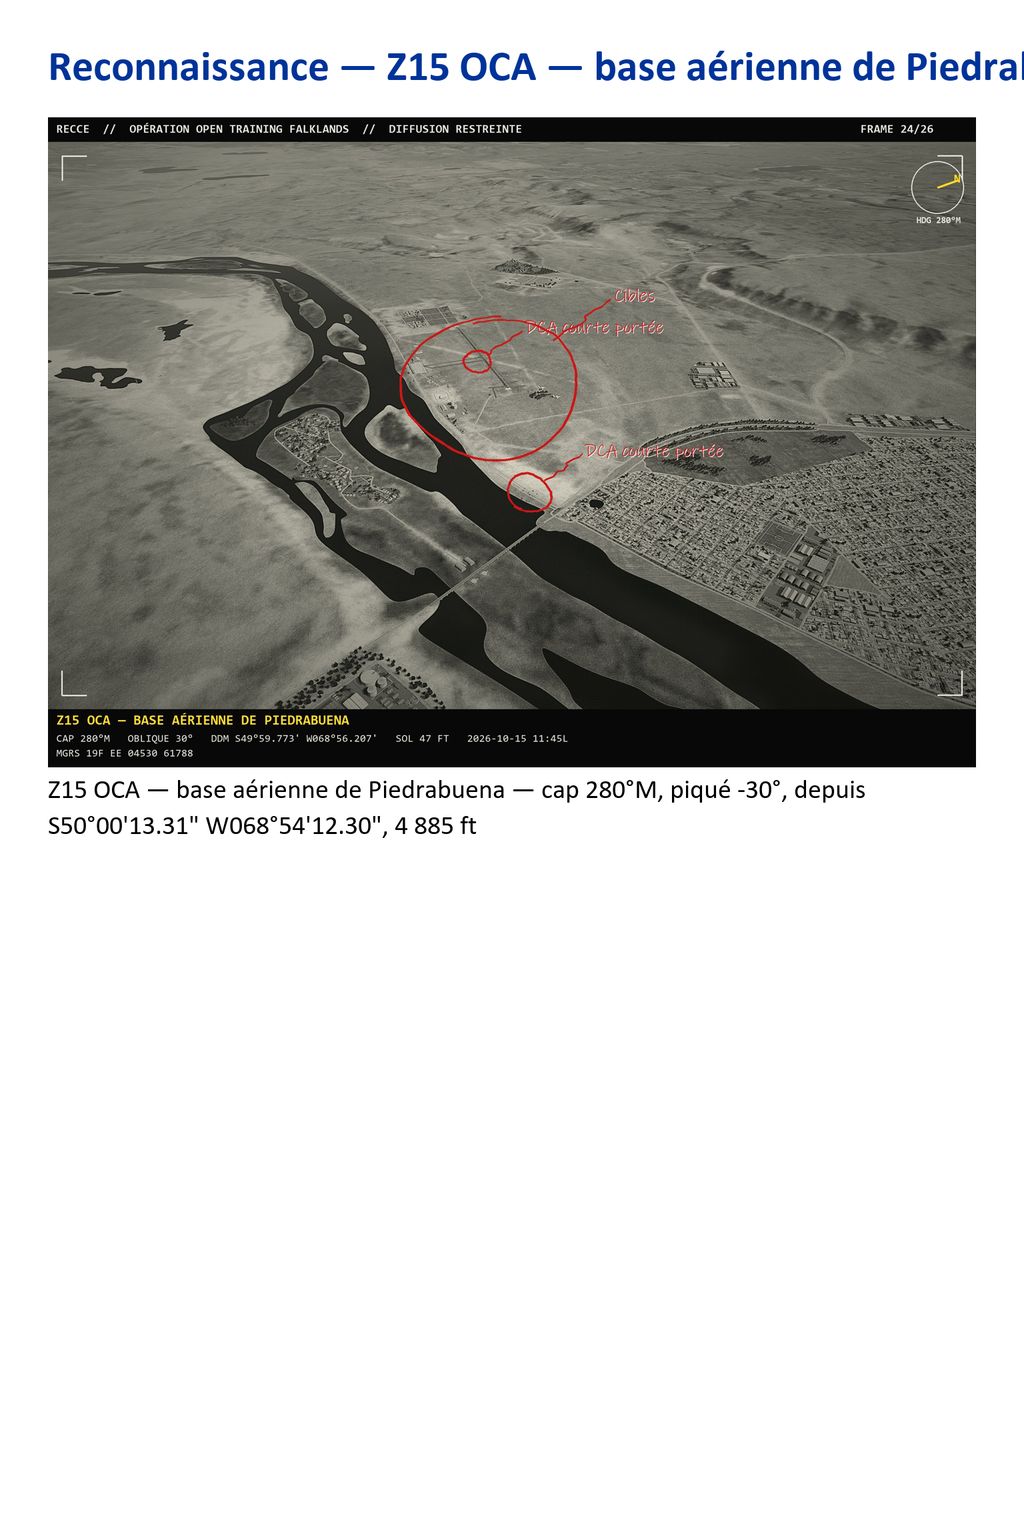 Reconnaissance — Z15 OCA — base aérienne de Piedra
RECCE // OPÉRATION OPEN TRAINING FALKLANDS // DIFFUSION RESTREINTE FRAME 24/26
N
HDG 280°M
Cibles
DCA courte portée
DCA courte portée
Z15 OCA — BASE AÉRIENNE DE PIEDRABUENA
CAP 280°M OBLIQUE 30° DDM S49°59.773' W068°56.207' SOL 47 FT 2026-10-15 11:45L
MGRS 19F EE 04530 61788
Z15 OCA — base aérienne de Piedrabuena — cap 280°M, piqué -30°, depuis
S50°00'13.31" W068°54'12.30", 4 885 ft